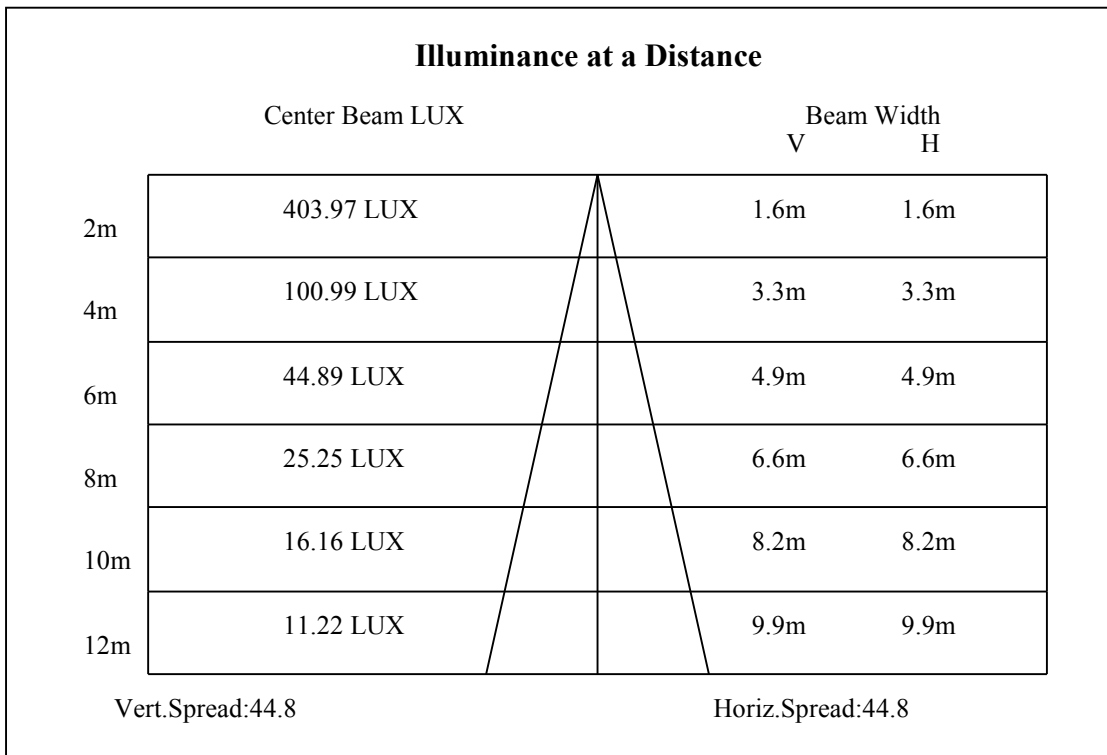 Illuminance at a Distance
Center Beam LUX Beam Width
V H
2m 403.97 LUX 1.6m 1.6m
4m 100.99 LUX 3.3m 3.3m
6m 44.89 LUX 4.9m 4.9m
8m 25.25 LUX 6.6m 6.6m
10m 16.16 LUX 8.2m 8.2m
12m 11.22 LUX 9.9m 9.9m
Vert.Spread:44.8 Horiz.Spread:44.8